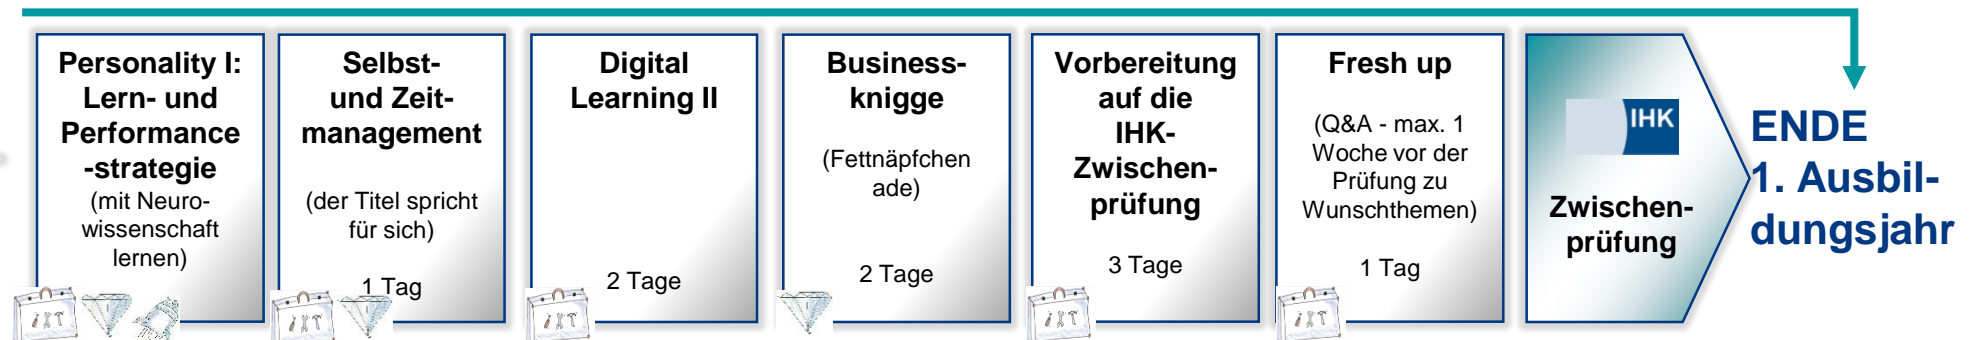 Personality I:
Lern- und
Performance
-strategie
(mit Neuro-
wissenschaft
lernen)
Selbst-
und Zeit-
management
(der Titel spricht
für sich)
1 Tag
Digital
Learning II
2 Tage
Business-
knigge
(Fettnäpfchen
ade)
2 Tage
Vorbereitung
auf die
IHK-
Zwischen-
prüfung
3 Tage
Fresh up
(Q&A - max. 1
Woche vor der
Prüfung zu
Wunschthemen)
1 Tag
IHK
Zwischen-
prüfung
ENDE
1. Ausbil-
dungsjahr